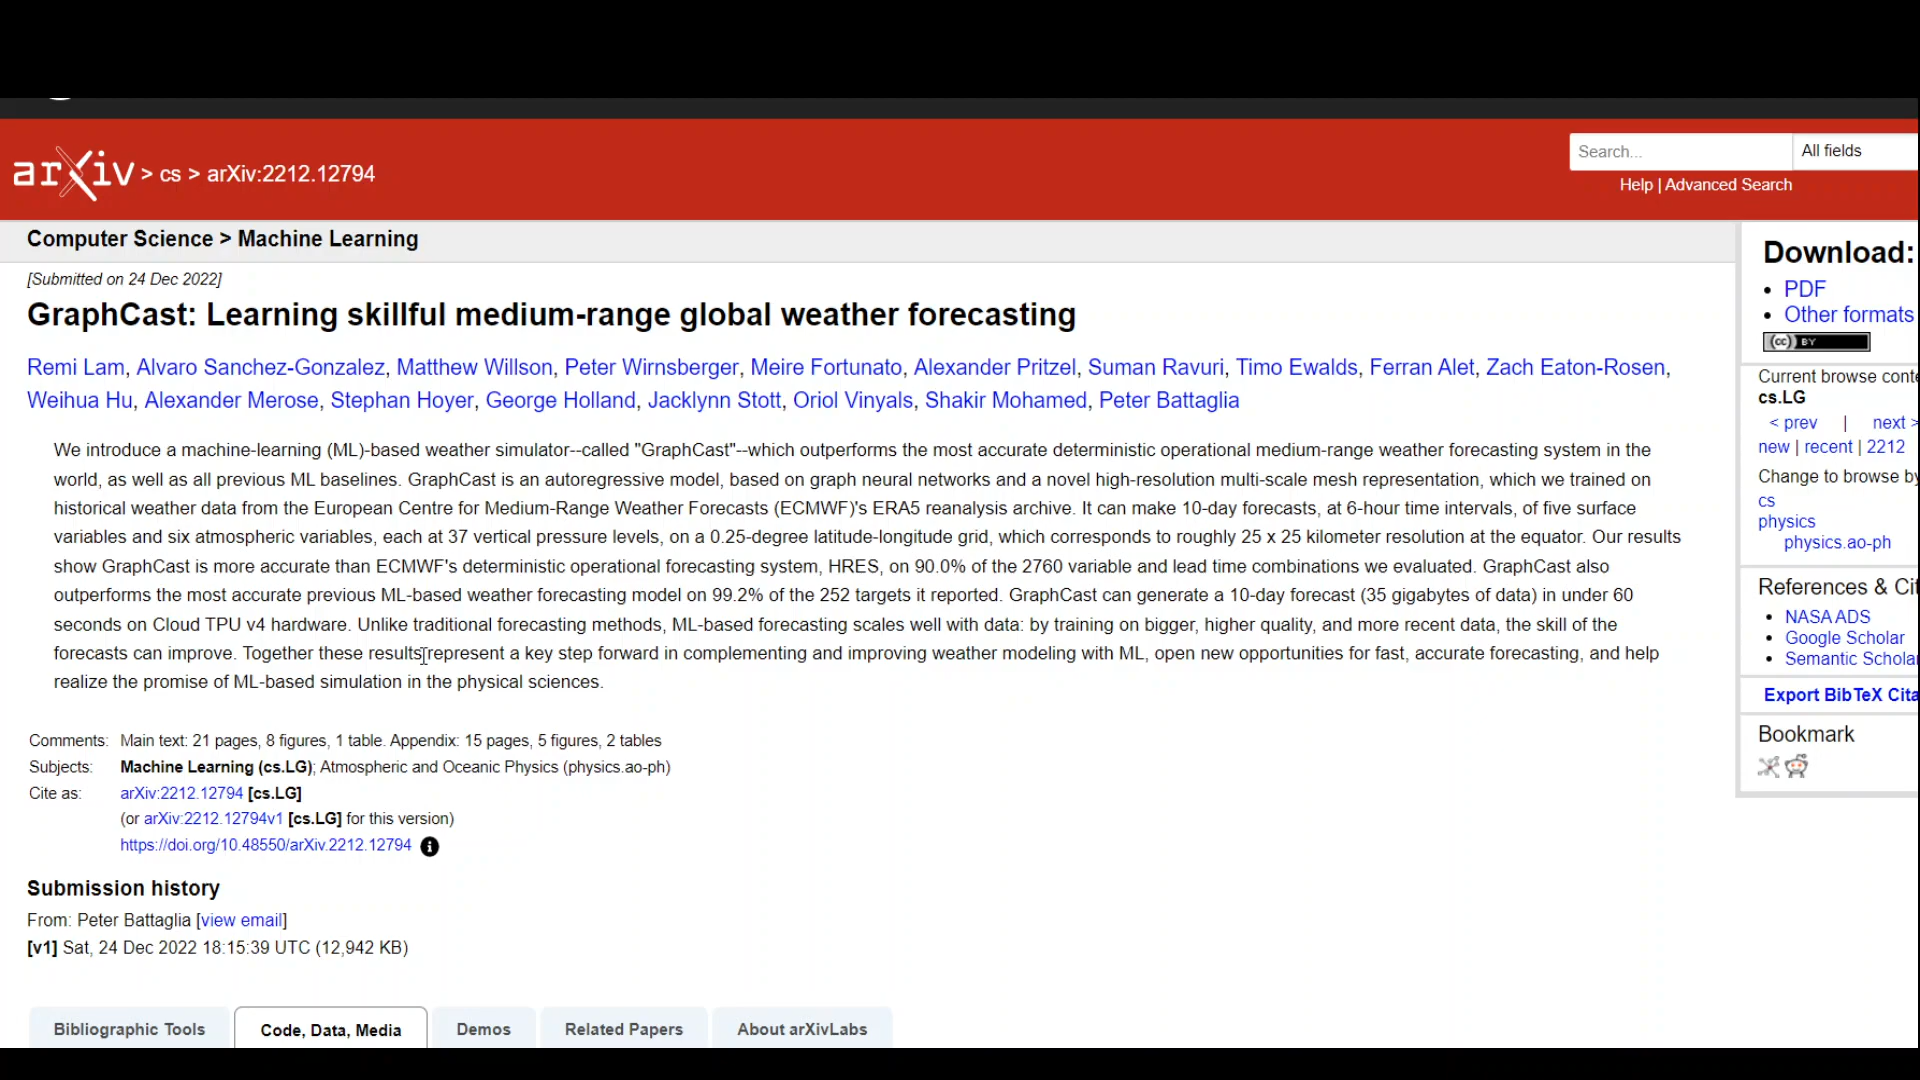 arXiv > cs > arXiv:2212.12794
Search...
All fields
Help | Advanced Search
Computer Science > Machine Learning
[Submitted on 24 Dec 2022]
GraphCast: Learning skillful medium-range global weather forecasting
Remi Lam, Alvaro Sanchez-Gonzalez, Matthew Willson, Peter Wirnsberger, Meire Fortunato, Alexander Pritzel, Suman Ravuri, Timo Ewalds, Ferran Alet, Zach Eaton-Rosen,
Weihua Hu, Alexander Merose, Stephan Hoyer, George Holland, Jacklynn Stott, Oriol Vinyals, Shakir Mohamed, Peter Battaglia
We introduce a machine-learning (ML)-based weather simulator--called "GraphCast"--which outperforms the most accurate deterministic operational medium-range weather forecasting system in the
world, as well as all previous ML baselines. GraphCast is an autoregressive model, based on graph neural networks and a novel high-resolution multi-scale mesh representation, which we trained on
historical weather data from the European Centre for Medium-Range Weather Forecasts (ECMWF)'s ERA5 reanalysis archive. It can make 10-day forecasts, at 6-hour time intervals, of five surface
variables and six atmospheric variables, each at 37 vertical pressure levels, on a 0.25-degree latitude-longitude grid, which corresponds to roughly 25 x 25 kilometer resolution at the equator. Our results
show GraphCast is more accurate than ECMWF's deterministic operational forecasting system, HRES, on 90.0% of the 2760 variable and lead time combinations we evaluated. GraphCast also
outperforms the most accurate previous ML-based weather forecasting model on 99.2% of the 252 targets it reported. GraphCast can generate a 10-day forecast (35 gigabytes of data) in under 60
seconds on Cloud TPU v4 hardware. Unlike traditional forecasting methods, ML-based forecasting scales well with data: by training on bigger, higher quality, and more recent data, the skill of the
forecasts can improve. Together these results represent a key step forward in complementing and improving weather modeling with ML, open new opportunities for fast, accurate forecasting, and help
realize the promise of ML-based simulation in the physical sciences.
Comments: Main text: 21 pages, 8 figures, 1 table. Appendix: 15 pages, 5 figures, 2 tables
Subjects: Machine Learning (cs.LG); Atmospheric and Oceanic Physics (physics.ao-ph)
Cite as: arXiv:2212.12794 [cs.LG]
(or arXiv:2212.12794v1 [cs.LG] for this version)
https://doi.org/10.48550/arXiv.2212.12794
Submission history
From: Peter Battaglia [view email]
[v1] Sat, 24 Dec 2022 18:15:39 UTC (12,942 KB)
Bibliographic Tools
Code, Data, Media
Demos
Related Papers
About arXivLabs
Download:
PDF
Other formats
(cc) BY
Current browse conte
cs.LG
< prev | next >
new | recent | 2212
Change to browse by
cs
physics
physics.ao-ph
References & Cit
NASA ADS
Google Scholar
Semantic Scholar
Export BibTeX Cita
Bookmark